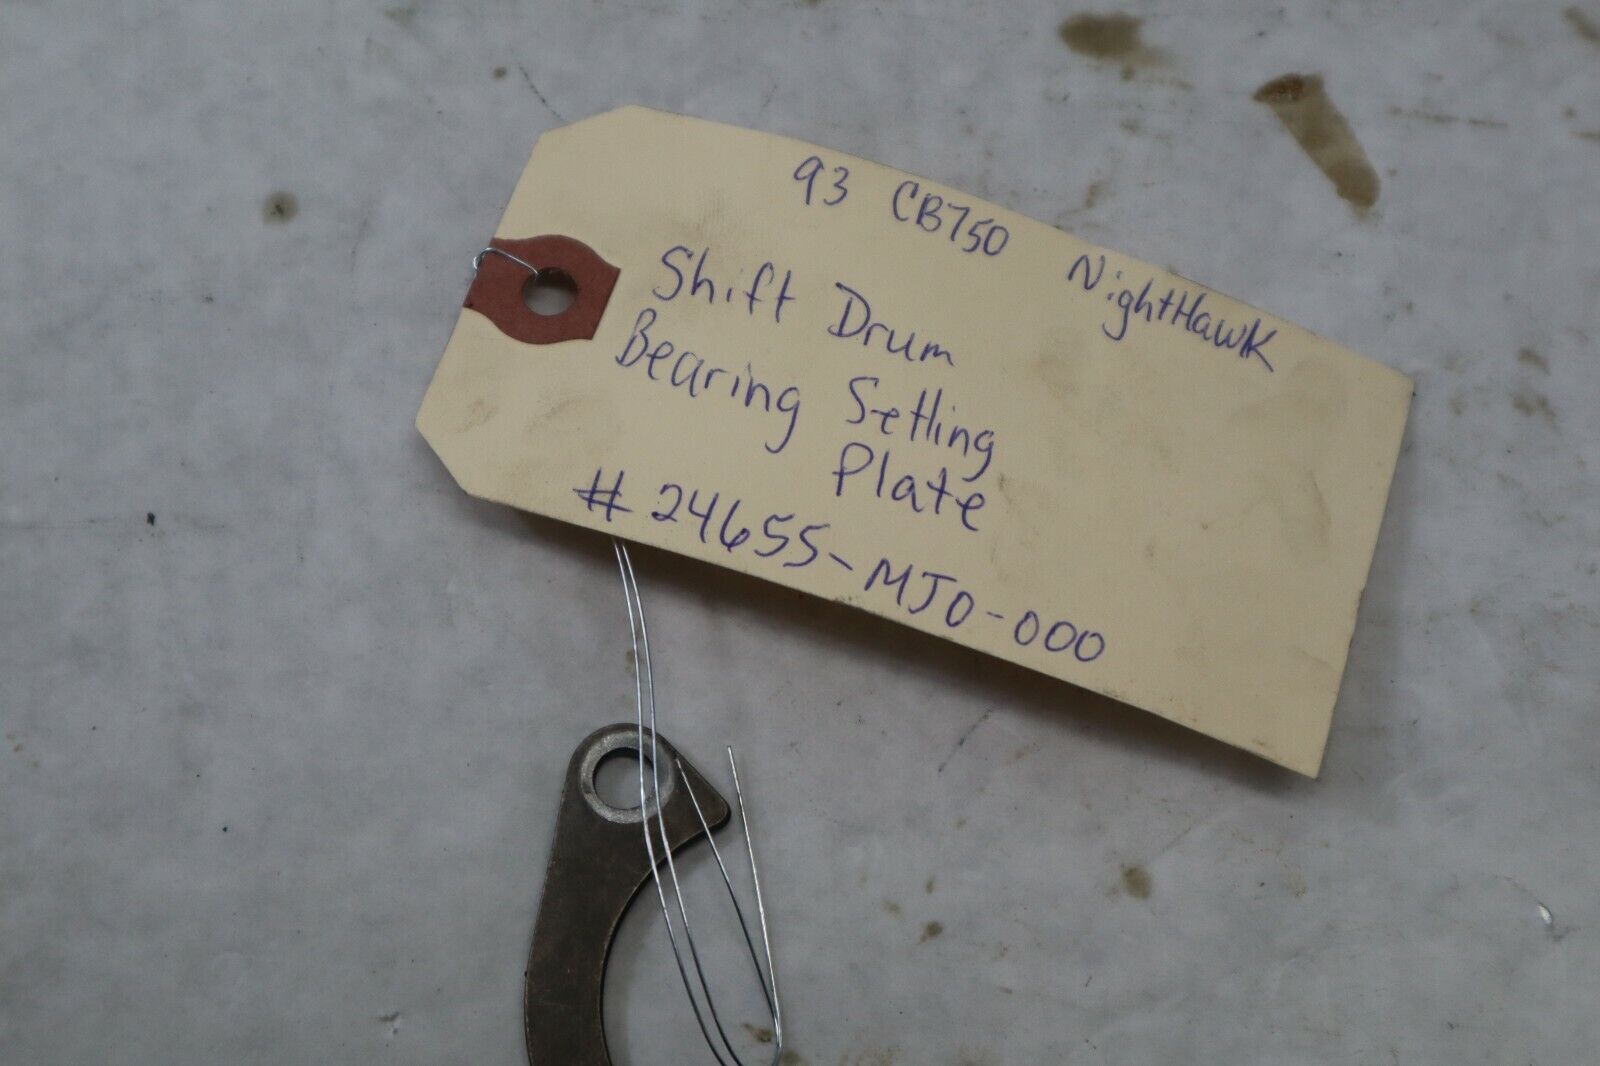 93 CB750 NightHawk
Shift Drum
Bearing Setting
Plate
# 24655-MJ0-000